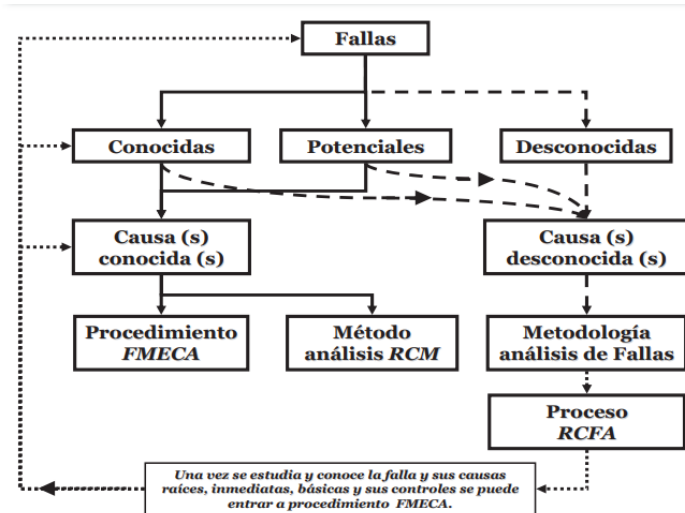 Fallas
Conocidas
Potenciales
Desconocidas
Causa (s)
conocida (s)
Causa (s)
desconocida (s)
Procedimiento
FMECA
Método
análisis RCM
Metodología
análisis de Fallas
Proceso
RCFA
Una vez se estudia y conoce la falla y sus causas
raíces, inmediatas, básicas y sus controles se puede
entrar a procedimiento FMECA.